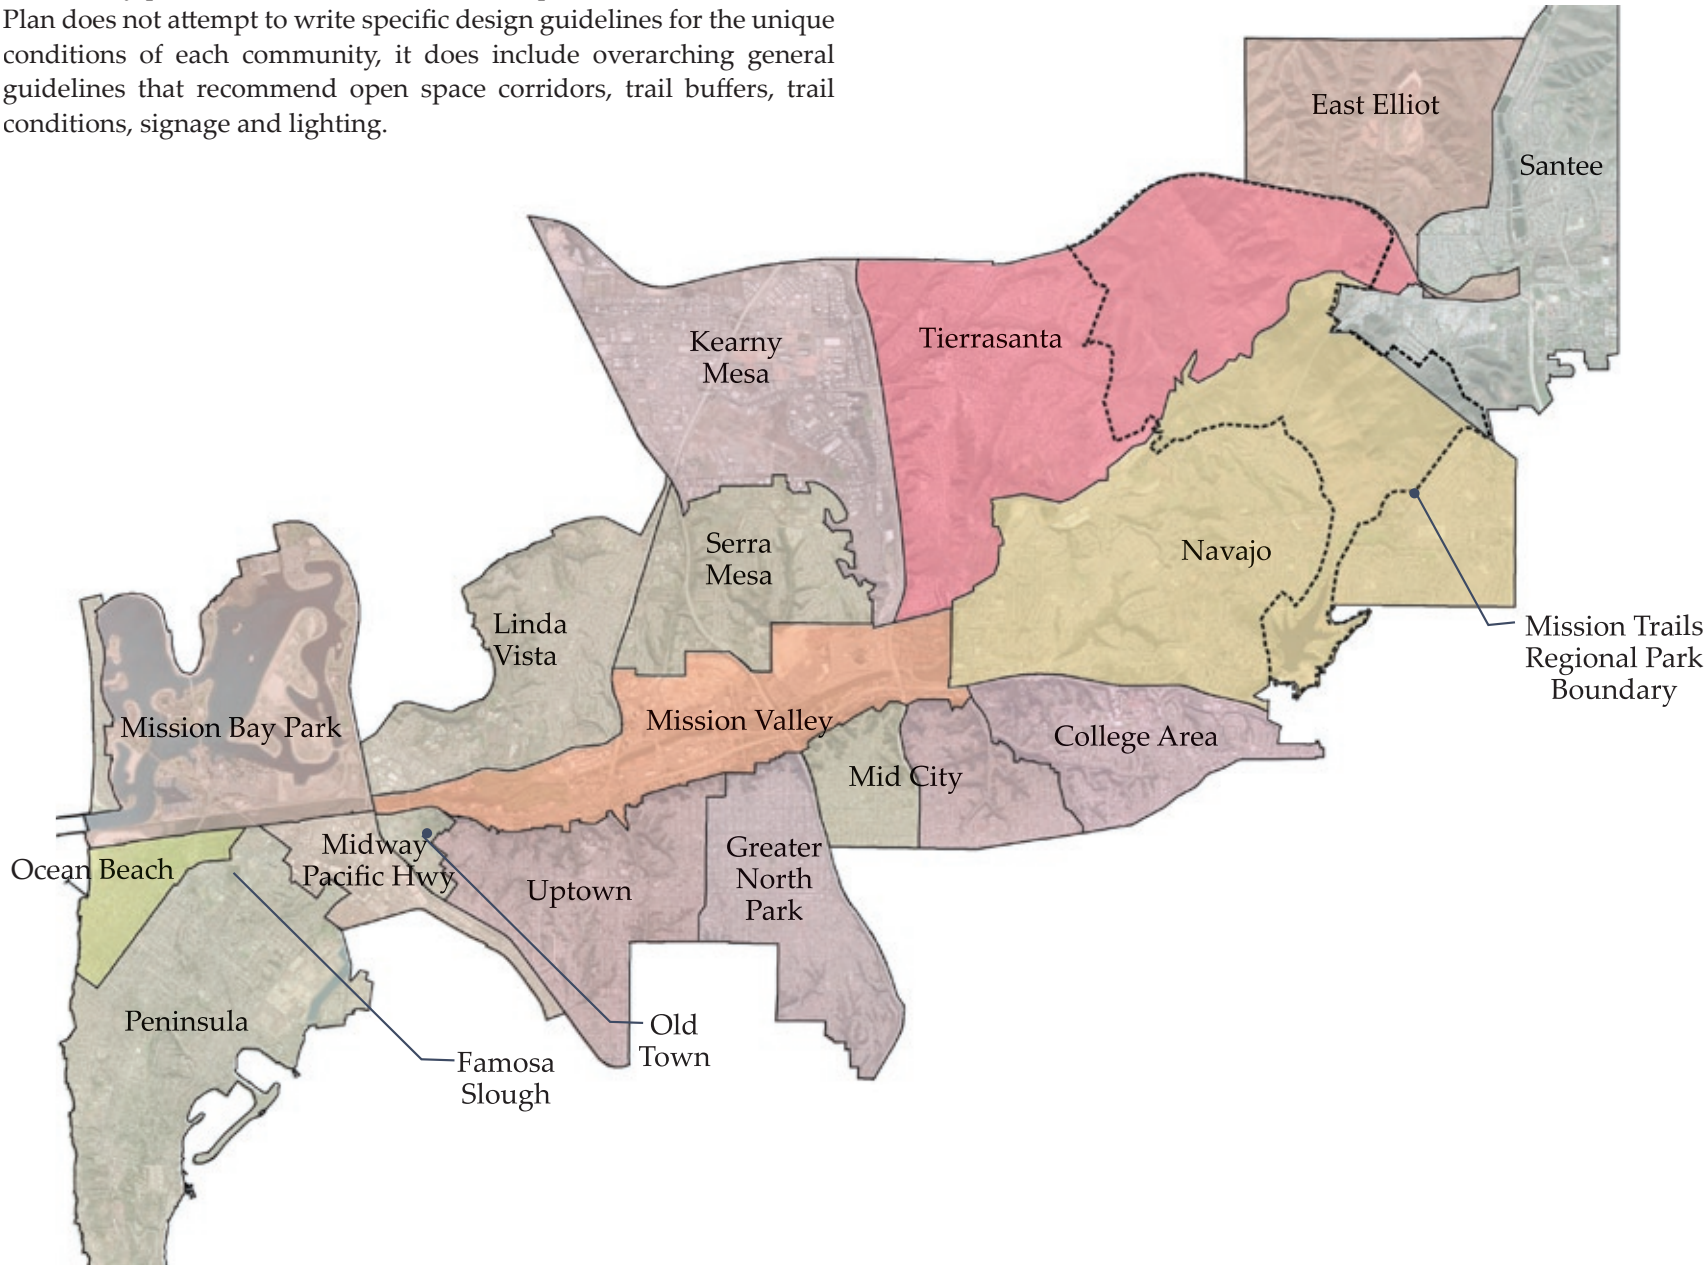 Plan does not attempt to write specific design guidelines for the unique
conditions of each community, it does include overarching general
guidelines that recommend open space corridors, trail buffers, trail
conditions, signage and lighting.
East Elliot
Santee
Kearny
Mesa
Tierrasanta
Serra
Mesa
Navajo
Linda
Vista
Mission Trails
Regional Park
Boundary
Mission Bay Park
Mission Valley
College Area
Mid City
Midway
Pacific Hwy
Ocean Beach
Uptown
Greater
North
Park
Peninsula
Old
Town
Famosa
Slough